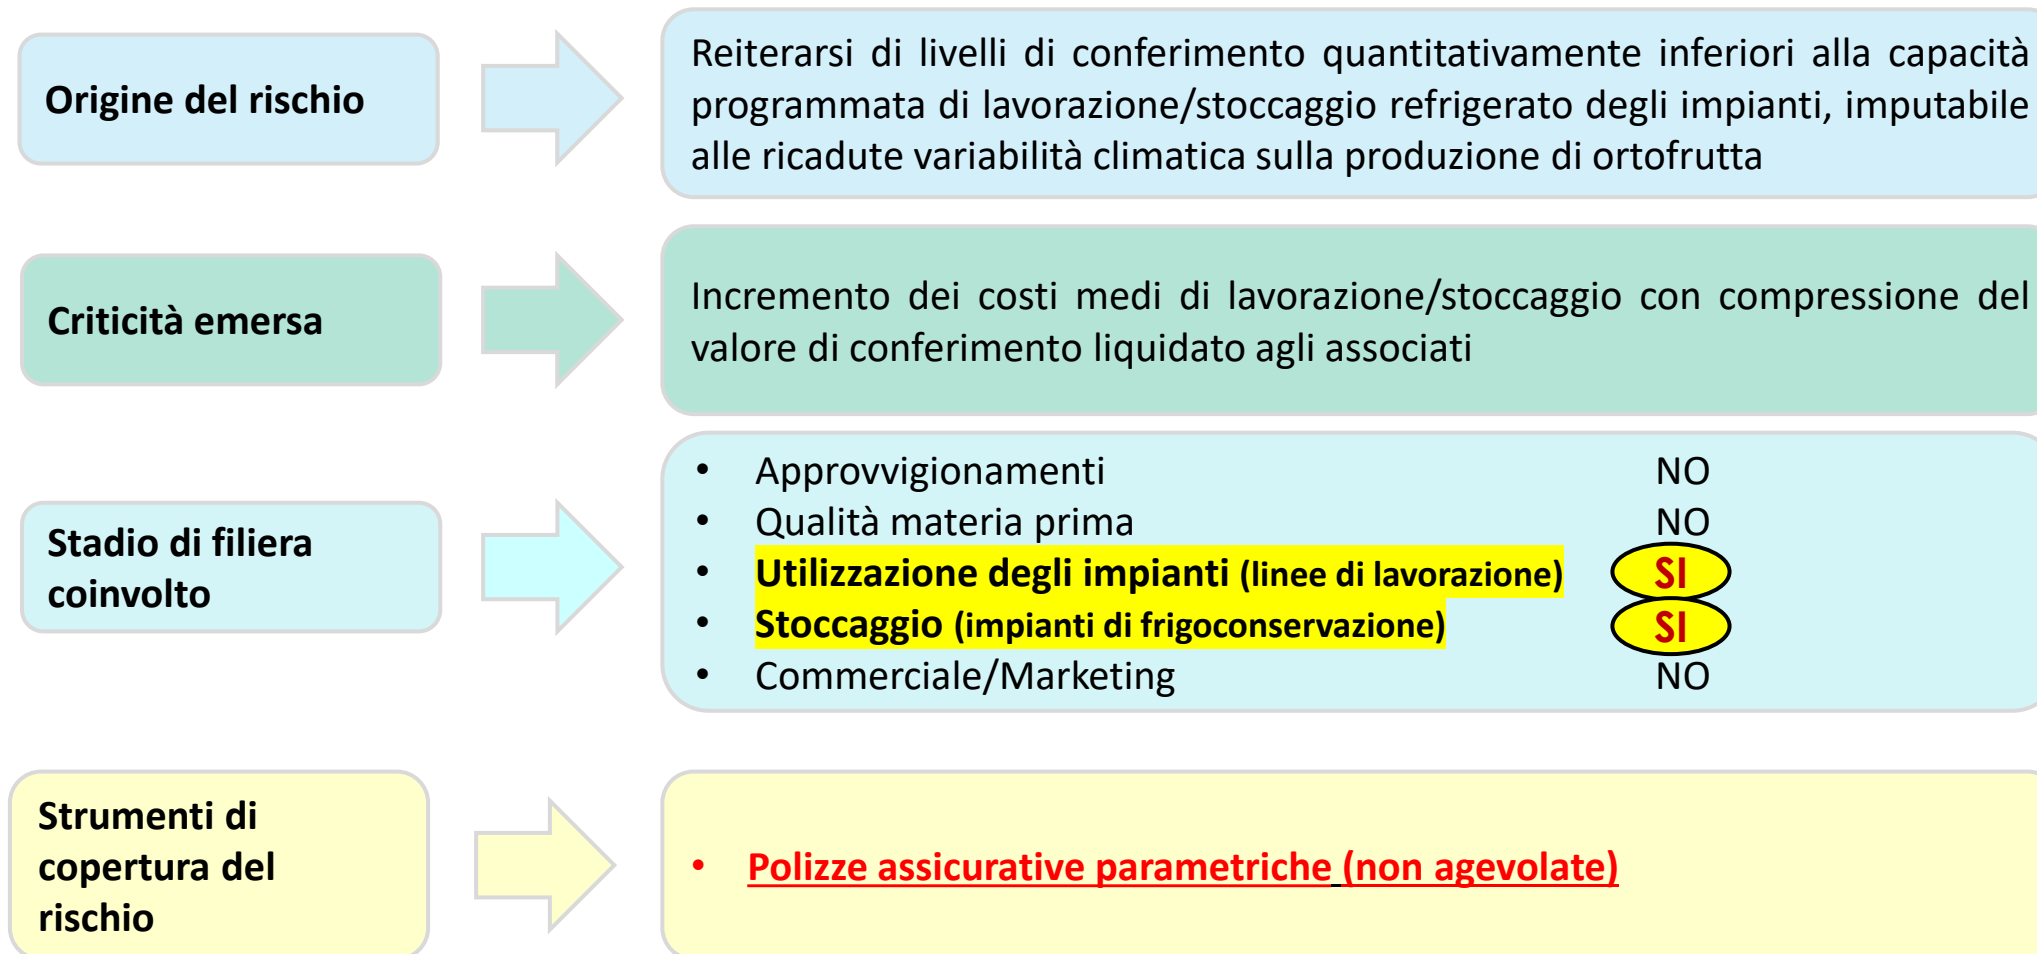 Origine del rischio
Reiterarsi di livelli di conferimento quantitativamente inferiori alla capacità
programmata di lavorazione/stoccaggio refrigerato degli impianti, imputabile
alle ricadute variabilità climatica sulla produzione di ortofrutta
Criticità emersa
Incremento dei costi medi di lavorazione/stoccaggio con compressione del
valore di conferimento liquidato agli associati
Stadio di filiera
coinvolto
• Approvvigionamenti NO
• Qualità materia prima NO
• Utilizzazione degli impianti (linee di lavorazione) SI
• Stoccaggio (impianti di frigoconservazione) SI
• Commerciale/Marketing NO
Strumenti di
copertura del
rischio
• Polizze assicurative parametriche (non agevolate)